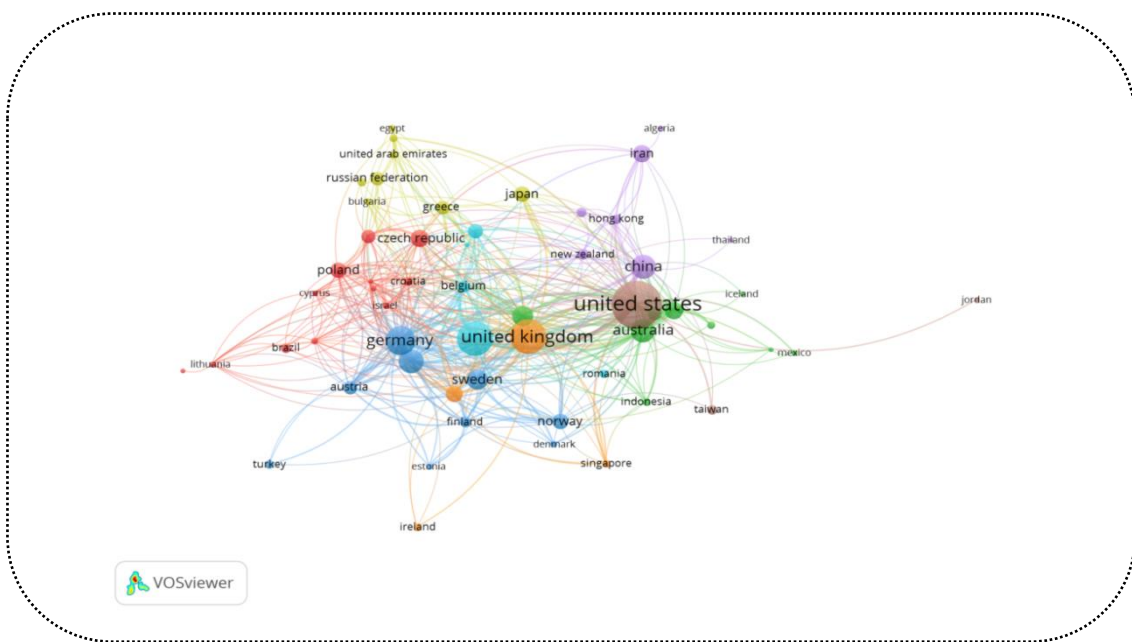 egypt
algeria
united arab emirates
iran
russian federation
bulgaria
japan
greece
hong kong
czech republic
thailand
new zealand
poland
china
croatia
belgium
cyprus
iceland
jordan
israel
united states
australia
germany
united kingdom
brazil
mexico
lithuania
romania
sweden
austria
indonesia
taiwan
finland
norway
denmark
turkey
estonia
singapore
ireland
VOSviewer